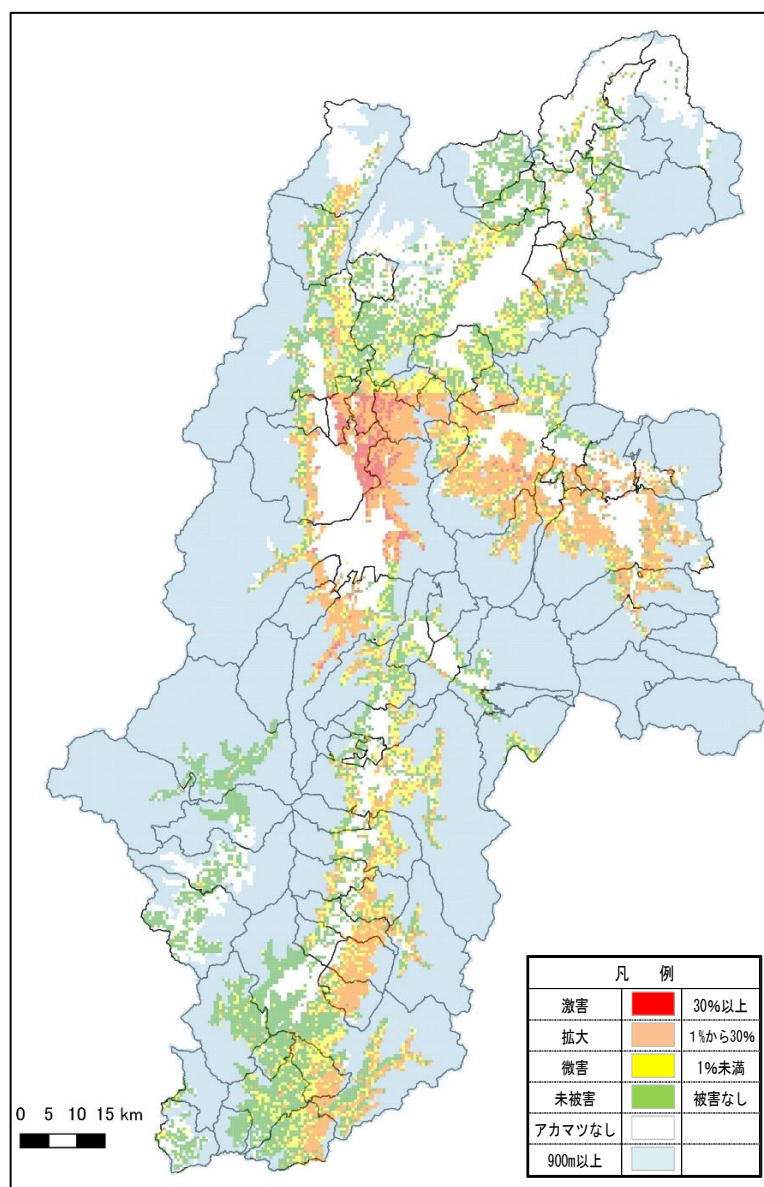 凡 例
激害 30%以上
拡大 1%から30%
微害 1%未満
未被害 被害なし
アカマツなし
900m以上
0 5 10 15 km